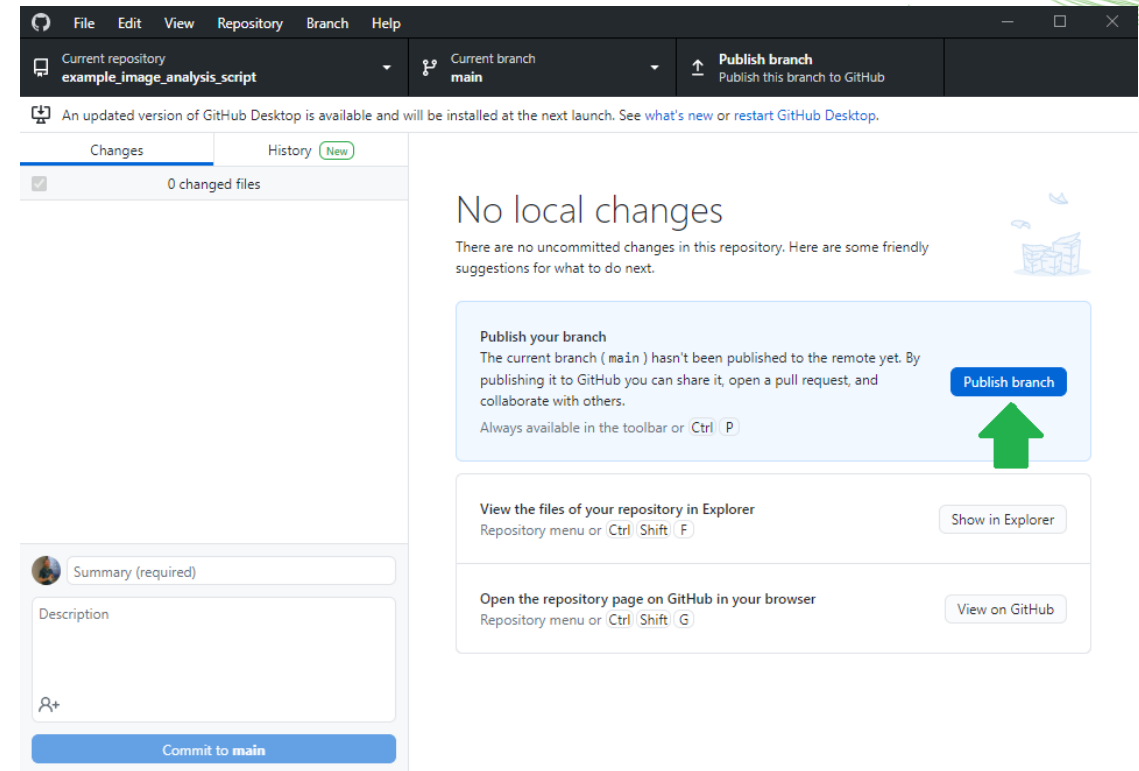 File Edit View Repository Branch Help
Current repository
example_image_analysis_script
Current branch
main
Publish branch
Publish this branch to GitHub
An updated version of GitHub Desktop is available and will be installed at the next launch. See what's new or restart GitHub Desktop.
Changes
History New
0 changed files
No local changes
There are no uncommitted changes in this repository. Here are some friendly
suggestions for what to do next.
Publish your branch
The current branch ( main ) hasn't been published to the remote yet. By
publishing it to GitHub you can share it, open a pull request, and
collaborate with others.
Always available in the toolbar or Ctrl P
Publish branch
View the files of your repository in Explorer
Repository menu or Ctrl Shift F
Show in Explorer
Open the repository page on GitHub in your browser
Repository menu or Ctrl Shift G
View on GitHub
Summary (required)
Description
Commit to main